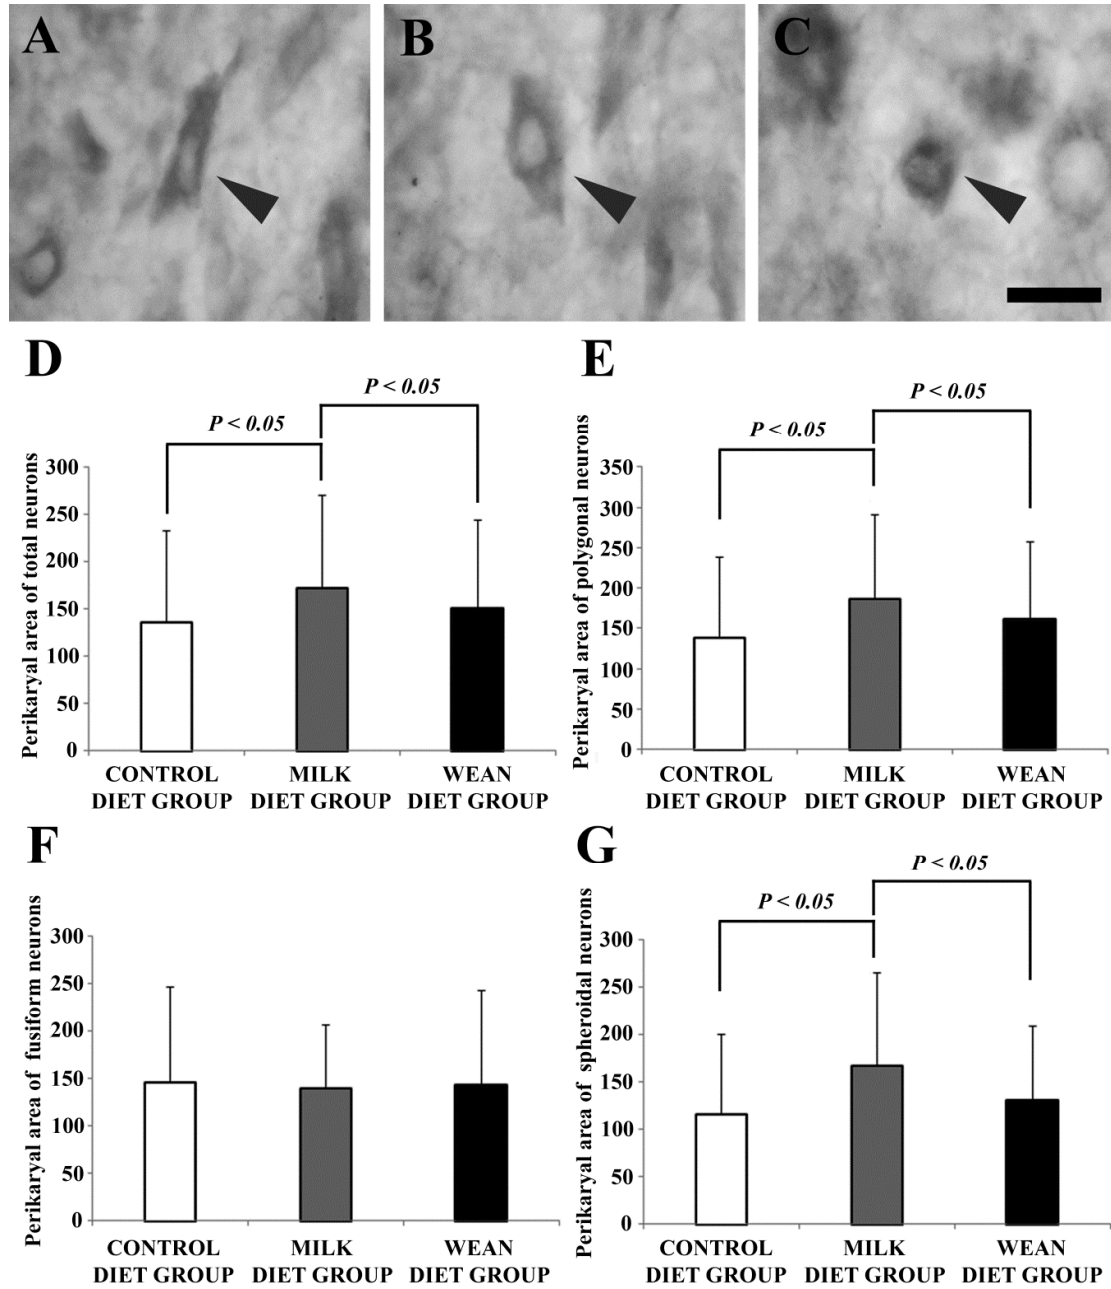 A
B
C
D
P < 0.05
P < 0.05
Perikaryal area of total neurons
300
250
200
150
100
50
0
CONTROL
DIET GROUP
MILK
DIET GROUP
WEAN
DIET GROUP
E
P < 0.05
P < 0.05
Perikaryal area of polygonal neurons
350
300
250
200
150
100
50
0
CONTROL
DIET GROUP
MILK
DIET GROUP
WEAN
DIET GROUP
F
Perikaryal area of fusiform neurons
300
250
200
150
100
50
0
CONTROL
DIET GROUP
MILK
DIET GROUP
WEAN
DIET GROUP
G
P < 0.05
P < 0.05
Perikaryal area of spheroidal neurons
300
250
200
150
100
50
0
CONTROL
DIET GROUP
MILK
DIET GROUP
WEAN
DIET GROUP